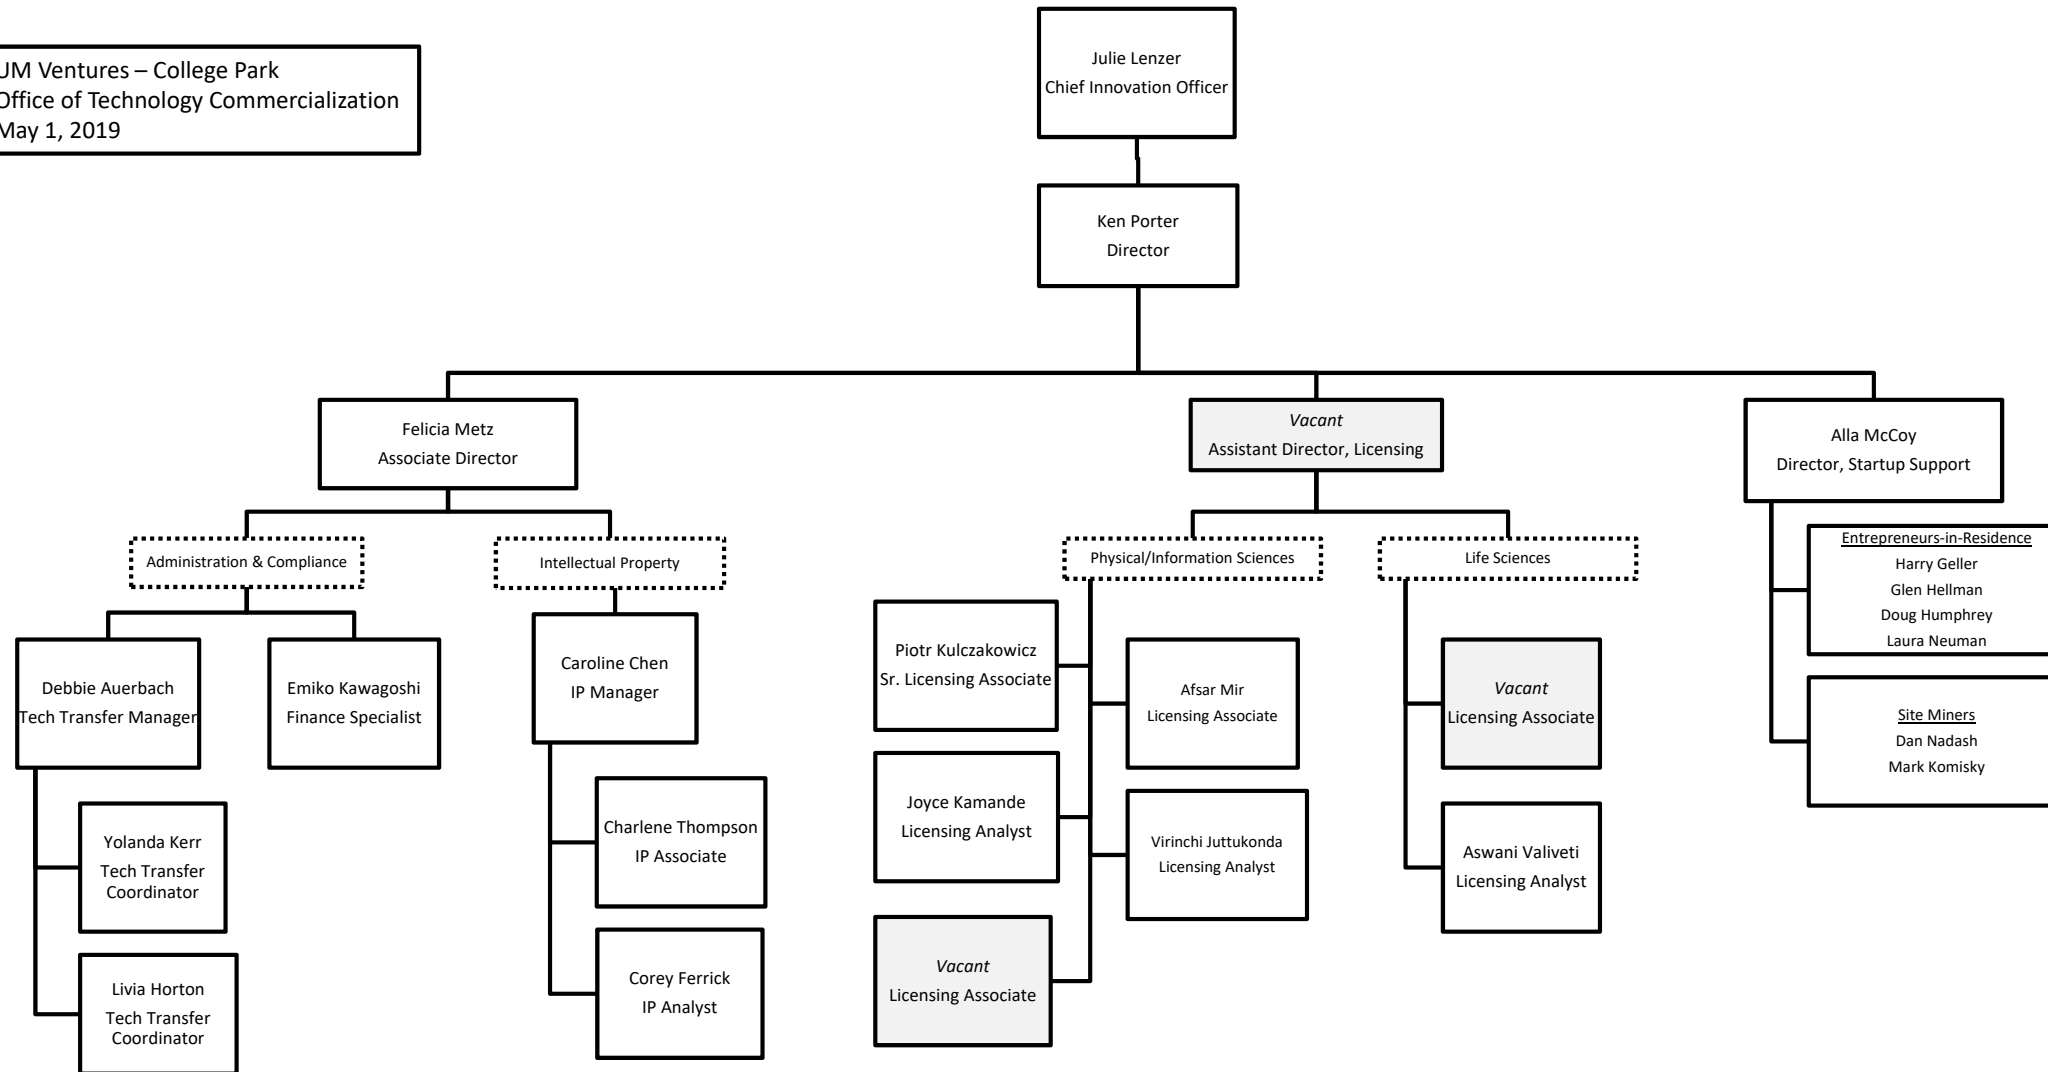 UM Ventures – College Park
Office of Technology Commercialization
May 1, 2019
Julie Lenzer
Chief Innovation Officer
Ken Porter
Director
Felicia Metz
Associate Director
Vacant
Assistant Director, Licensing
Alla McCoy
Director, Startup Support
Administration & Compliance
Intellectual Property
Physical/Information Sciences
Life Sciences
Debbie Auerbach
Tech Transfer Manager
Emiko Kawagoshi
Finance Specialist
Yolanda Kerr
Tech Transfer
Coordinator
Livia Horton
Tech Transfer
Coordinator
Caroline Chen
IP Manager
Charlene Thompson
IP Associate
Corey Ferrick
IP Analyst
Piotr Kulczakowicz
Sr. Licensing Associate
Joyce Kamande
Licensing Analyst
Vacant
Licensing Associate
Afsar Mir
Licensing Associate
Virinchi Juttukonda
Licensing Analyst
Vacant
Licensing Associate
Aswani Valiveti
Licensing Analyst
Entrepreneurs-in-Residence
Harry Geller
Glen Hellman
Doug Humphrey
Laura Neuman
Site Miners
Dan Nadash
Mark Komisky